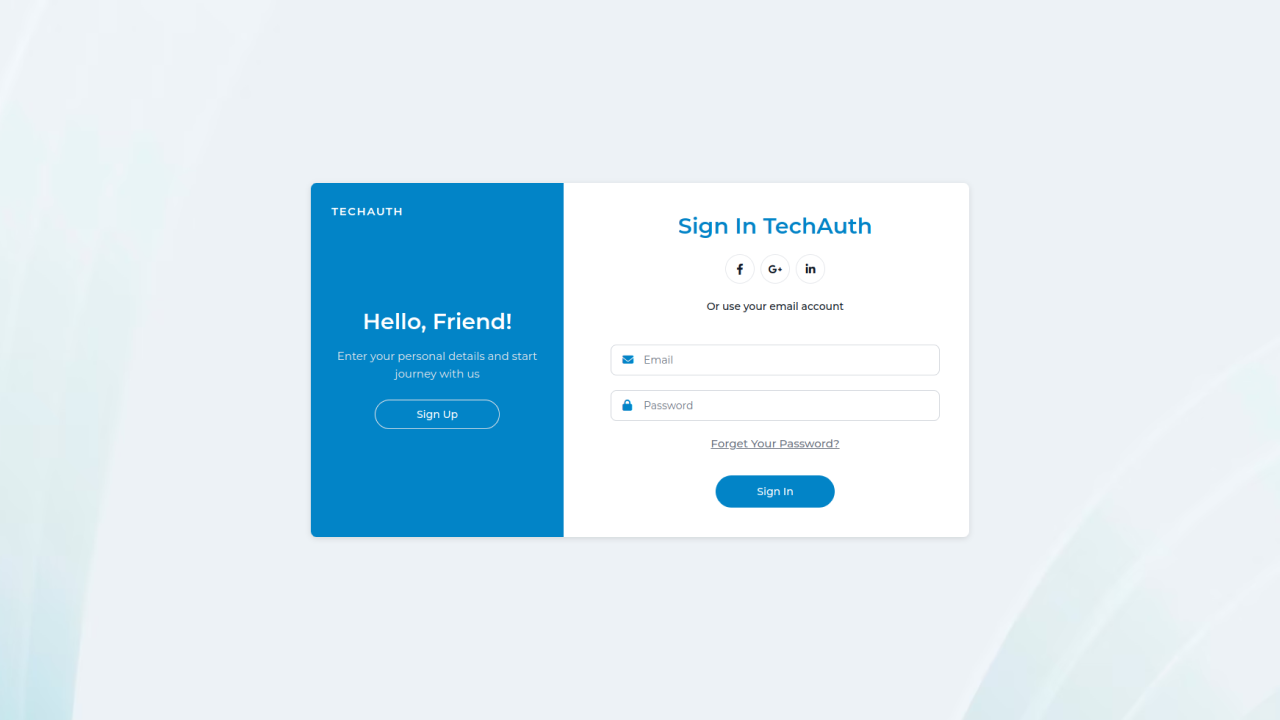 TECHAUTH
Hello, Friend!
Enter your personal details and start
journey with us
Sign Up
Sign In TechAuth
Or use your email account
Email
Password
Forget Your Password?
Sign In